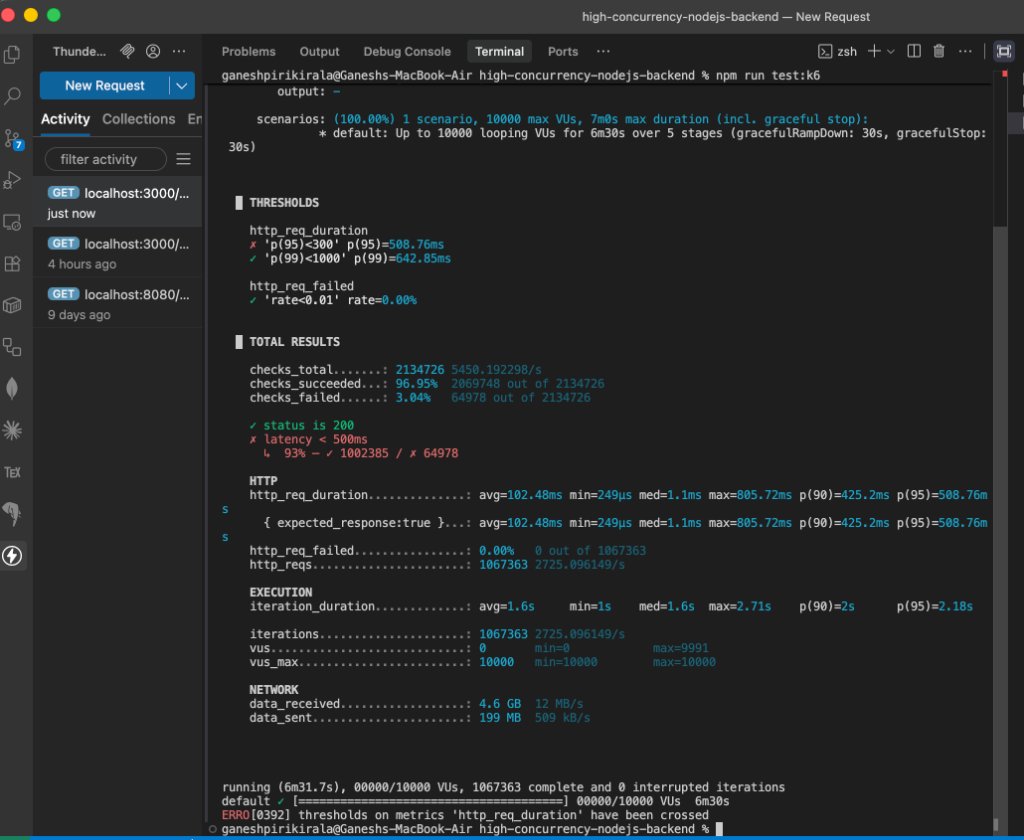 high-concurrency-nodejs-backend — New Request
Thunde... ···
New Request
Activity Collections En
filter activity
GET localhost:3000/...
just now
GET localhost:3000/...
4 hours ago
GET localhost:8080/...
9 days ago
7
TEX
Problems Output Debug Console Terminal Ports ··· zsh
ganeshpirikirala@Ganeshs-MacBook-Air high-concurrency-nodejs-backend % npm run test:k6
output: -
scenarios: (100.00%) 1 scenario, 10000 max VUs, 7m0s max duration (incl. graceful stop):
* default: Up to 10000 looping VUs for 6m30s over 5 stages (gracefulRampDown: 30s, gracefulStop:
30s)
█ THRESHOLDS
http_req_duration
✗ 'p(95)<300' p(95)=508.76ms
✓ 'p(99)<1000' p(99)=642.85ms
http_req_failed
✓ 'rate<0.01' rate=0.00%
█ TOTAL RESULTS
checks_total.......: 2134726 5450.192298/s
checks_succeeded...: 96.95% 2069748 out of 2134726
checks_failed......: 3.04% 64978 out of 2134726
✓ status is 200
✗ latency < 500ms
↳ 93% — ✓ 1002385 / ✗ 64978
HTTP
http_req_duration..............: avg=102.48ms min=249µs med=1.1ms max=805.72ms p(90)=425.2ms p(95)=508.76m
s
{ expected_response:true }...: avg=102.48ms min=249µs med=1.1ms max=805.72ms p(90)=425.2ms p(95)=508.76m
s
http_req_failed................: 0.00% 0 out of 1067363
http_reqs......................: 1067363 2725.096149/s
EXECUTION
iteration_duration.............: avg=1.6s min=1s med=1.6s max=2.71s p(90)=2s p(95)=2.18s
iterations.....................: 1067363 2725.096149/s
vus............................: 0 min=0 max=9991
vus_max........................: 10000 min=10000 max=10000
NETWORK
data_received..................: 4.6 GB 12 MB/s
data_sent......................: 199 MB 509 kB/s
running (6m31.7s), 00000/10000 VUs, 1067363 complete and 0 interrupted iterations
default ✓ [======================================] 00000/10000 VUs 6m30s
ERRO[0392] thresholds on metrics 'http_req_duration' have been crossed
ganeshpirikirala@Ganeshs-MacBook-Air high-concurrency-nodejs-backend %